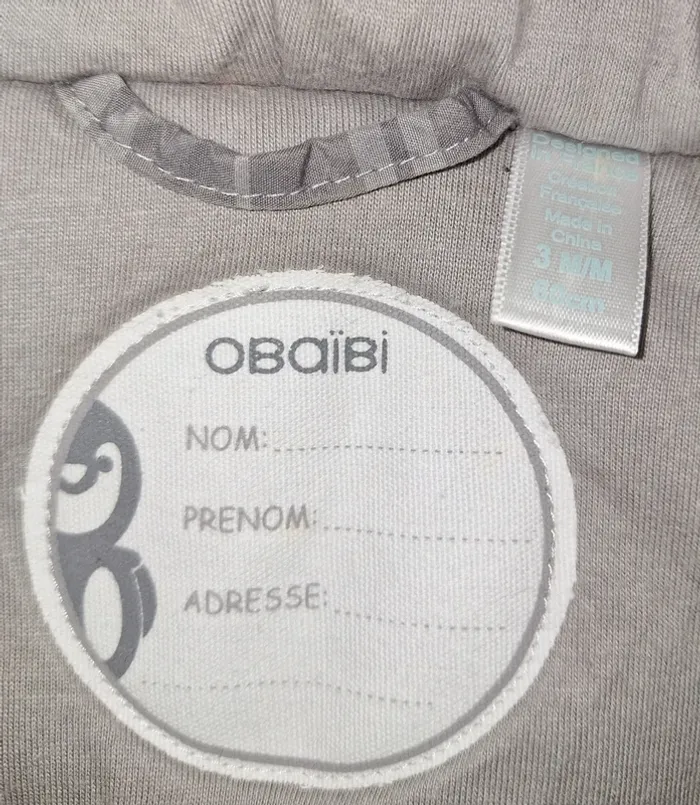 Designed
Création
Française
Made in
China
3 M/M
OBaïBi
NOM:
PRENOM:
ADRESSE: